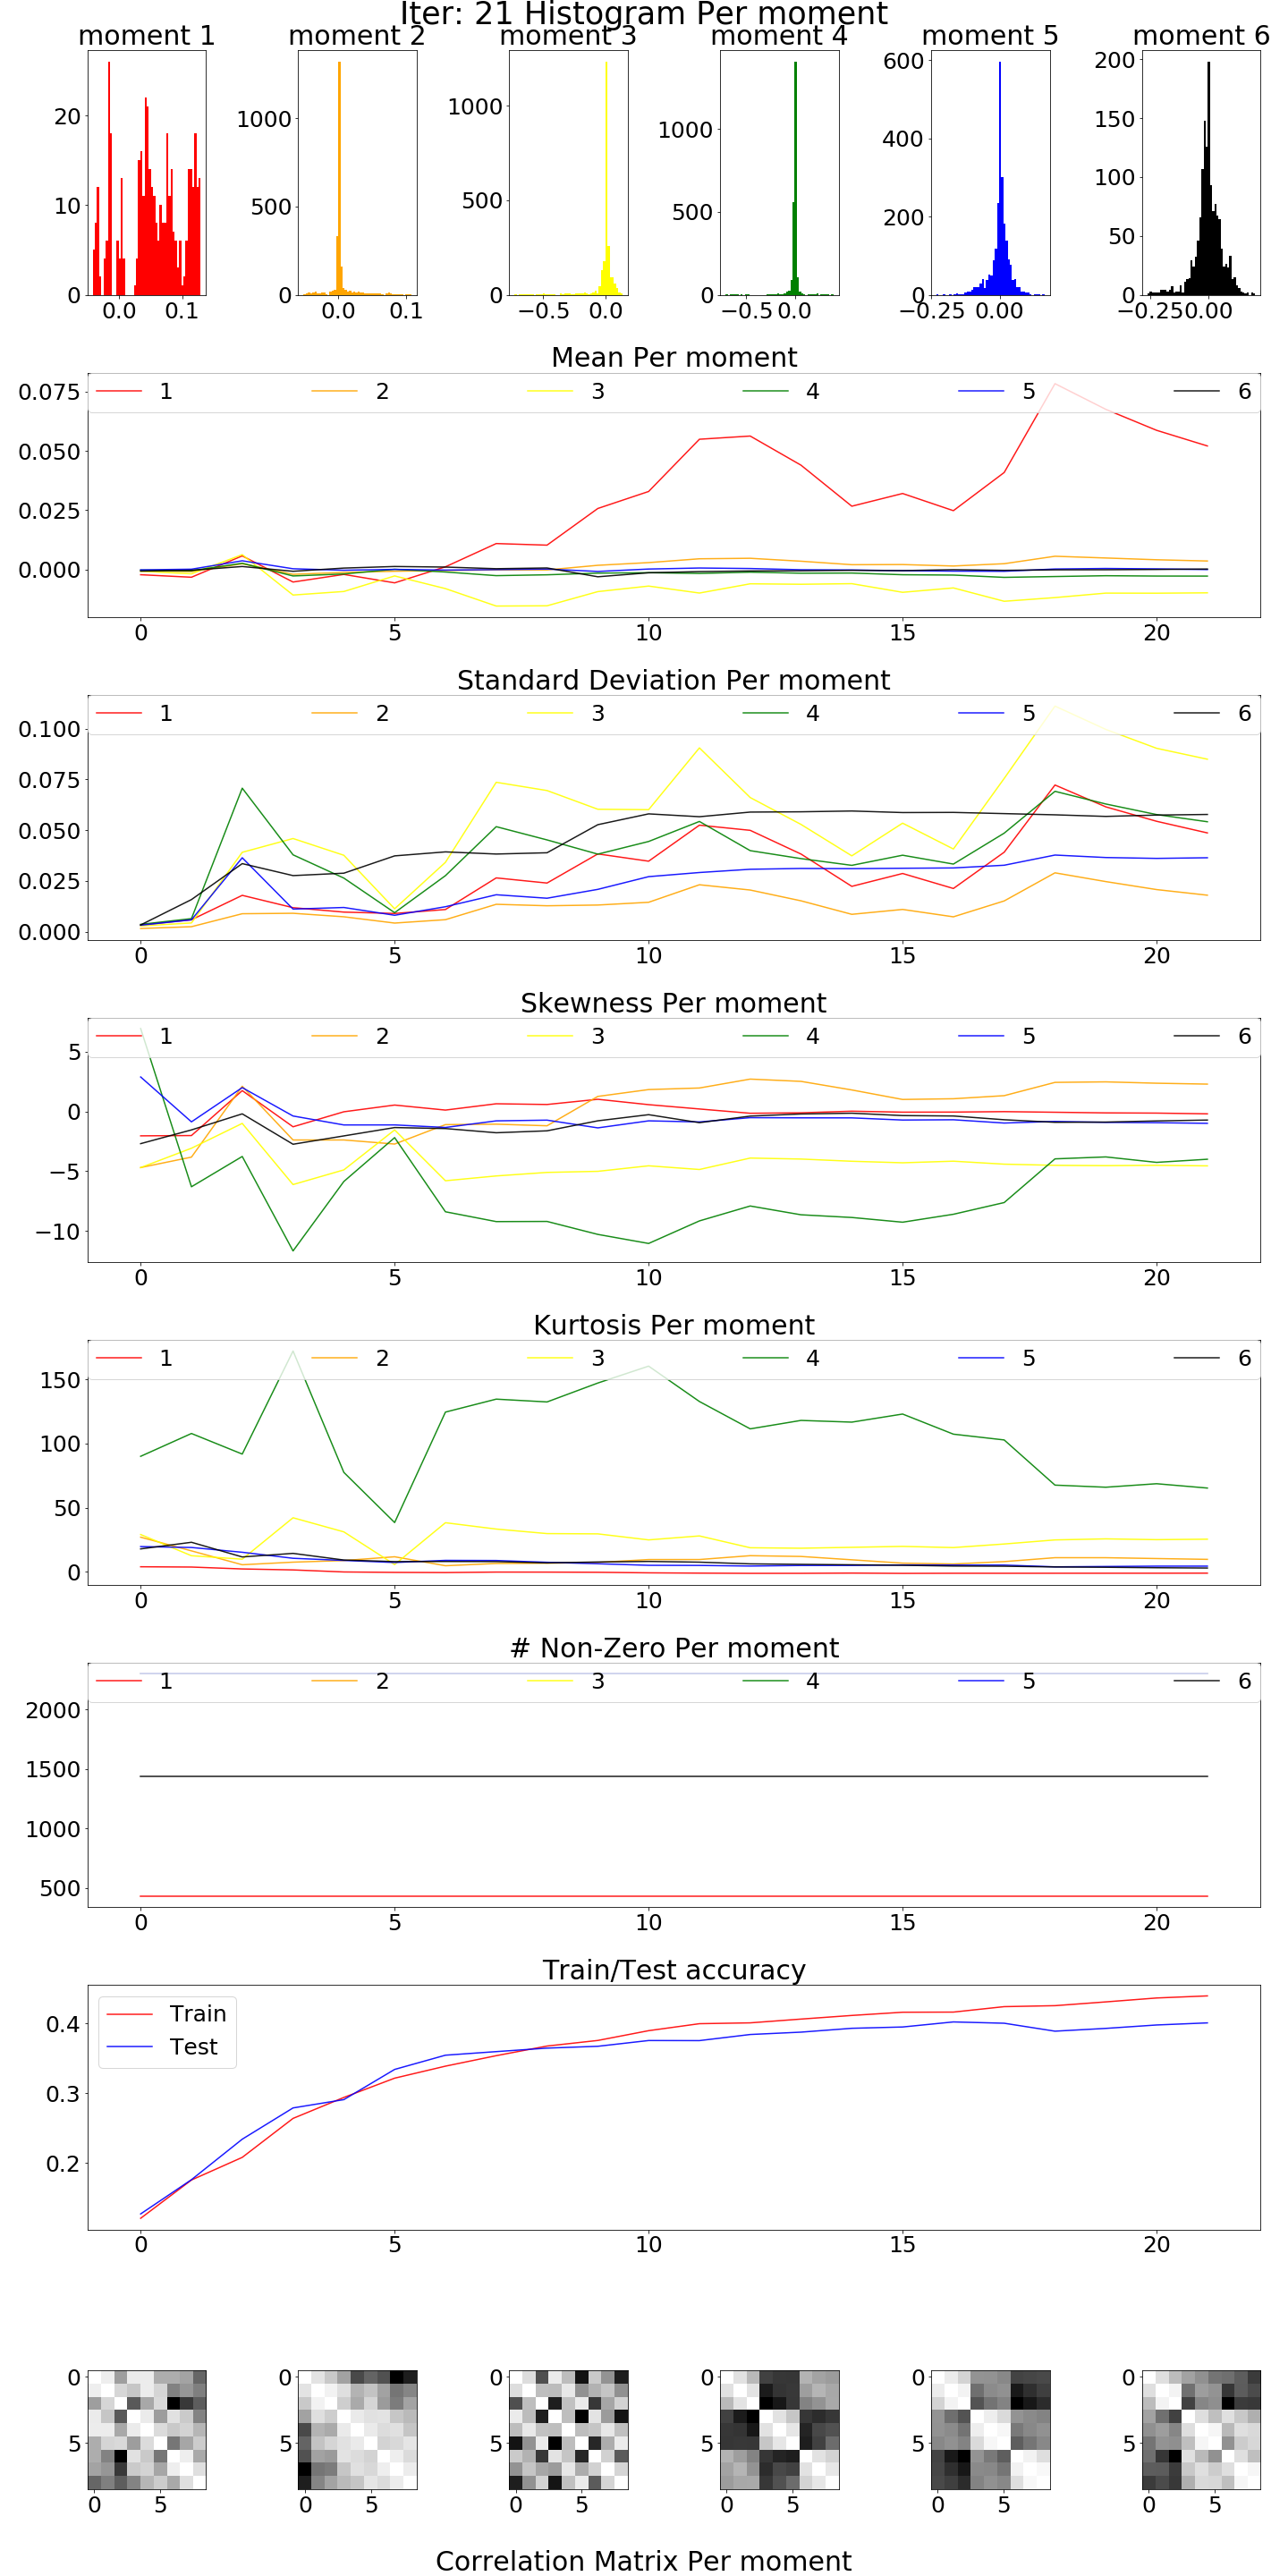 Iter: 21 Histogram Per moment
moment 1 moment 2 moment 3 moment 4 moment 5 moment 6
20
10
0
0.0 0.1
1000
500
0
0.0 0.1
1000
500
0
−0.5 0.0
1000
500
0
−0.5 0.0
600
400
200
0
−0.25 0.00
200
150
100
50
0
−0.25 0.00
Mean Per moment
1 2 3 4 5 6
0.075
0.050
0.025
0.000
0 5 10 15 20
Standard Deviation Per moment
1 2 3 4 5 6
0.100
0.075
0.050
0.025
0.000
0 5 10 15 20
Skewness Per moment
1 2 3 4 5 6
5
0
−5
−10
0 5 10 15 20
Kurtosis Per moment
1 2 3 4 5 6
150
100
50
0
0 5 10 15 20
# Non-Zero Per moment
1 2 3 4 5 6
2000
1500
1000
500
0 5 10 15 20
Train/Test accuracy
Train
Test
0.4
0.3
0.2
0 5 10 15 20
0 0 0 0 0 0
5 5 5 5 5 5
0 5 0 5 0 5 0 5 0 5 0 5
Correlation Matrix Per moment